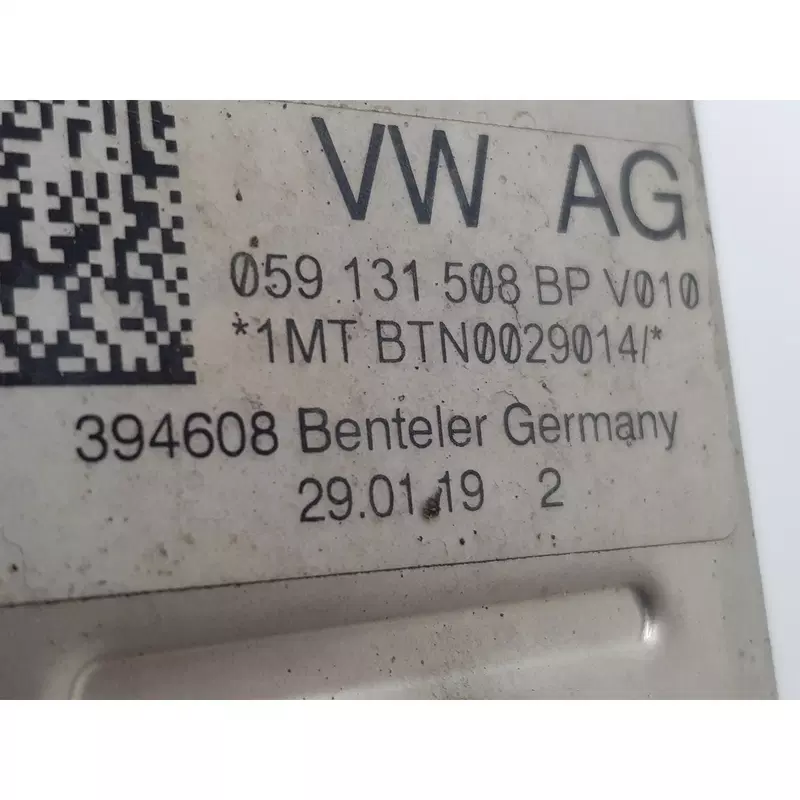 VW AG
059 131 508 BP V010
*1MT BTN0029014/*
394608 Benteler Germany
29.01.19 2